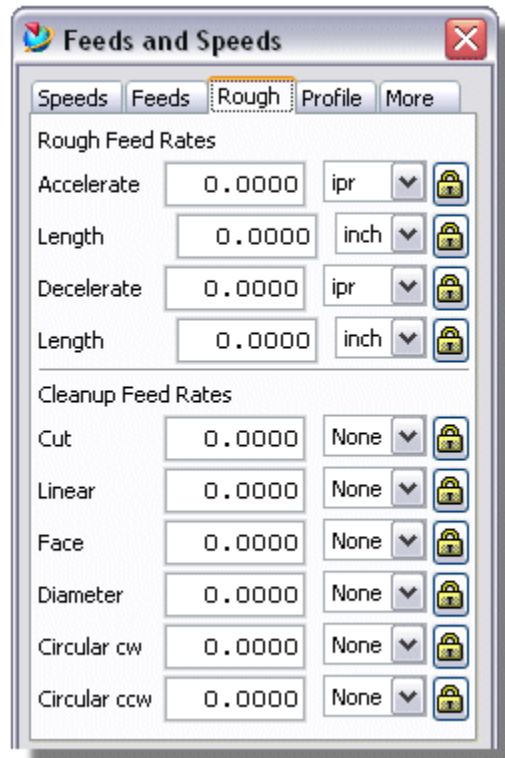 Feeds and Speeds
Speeds Feeds Rough Profile More
Rough Feed Rates
Accelerate 0.0000 ipr
Length 0.0000 inch
Decelerate 0.0000 ipr
Length 0.0000 inch
Cleanup Feed Rates
Cut 0.0000 None
Linear 0.0000 None
Face 0.0000 None
Diameter 0.0000 None
Circular cw 0.0000 None
Circular ccw 0.0000 None